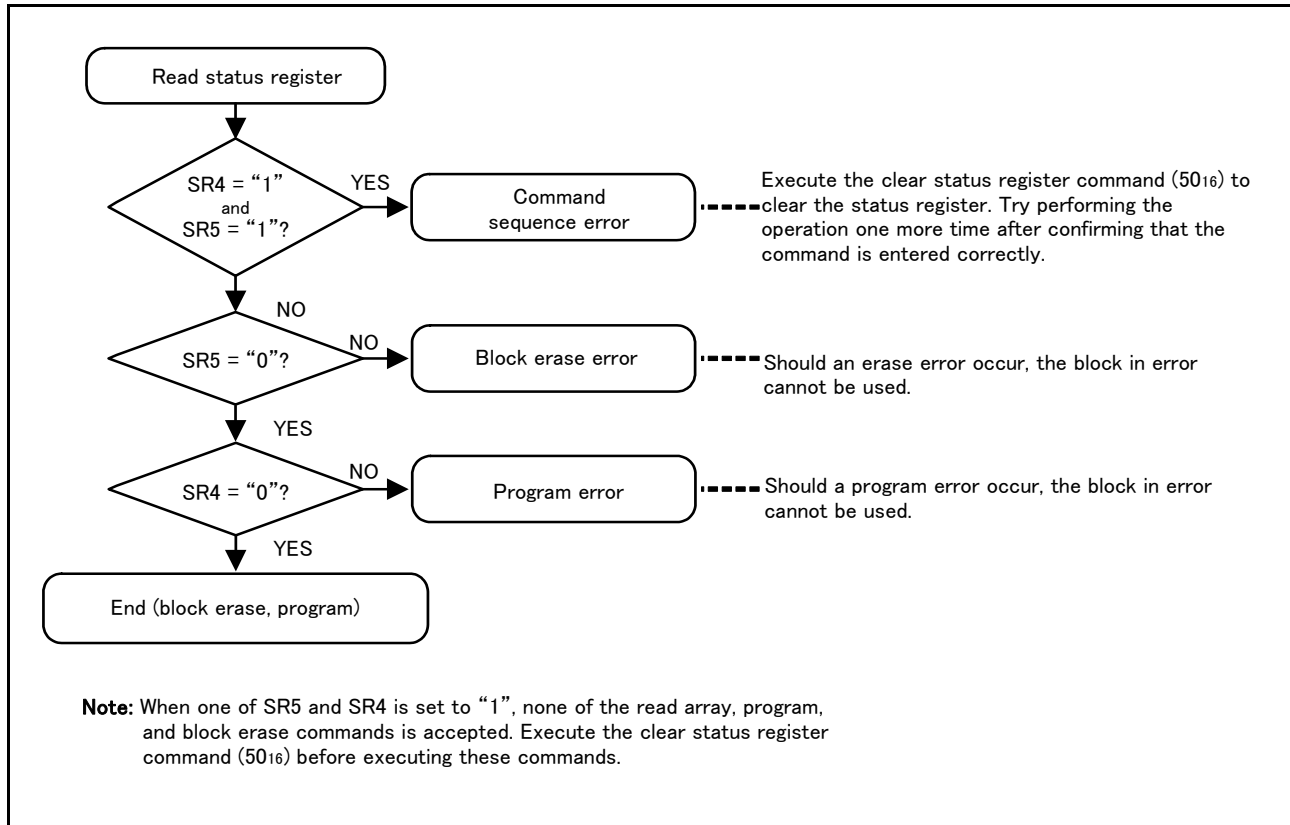 Read status register
SR4 = “1”
and
SR5 = “1”?
YES
Command
sequence error
Execute the clear status register command (5016) to
clear the status register. Try performing the
operation one more time after confirming that the
command is entered correctly.
NO
SR5 = “0”?
NO
Block erase error
Should an erase error occur, the block in error
cannot be used.
YES
SR4 = “0”?
NO
Program error
Should a program error occur, the block in error
cannot be used.
YES
End (block erase, program)
Note: When one of SR5 and SR4 is set to “1”, none of the read array, program,
and block erase commands is accepted. Execute the clear status register
command (5016) before executing these commands.